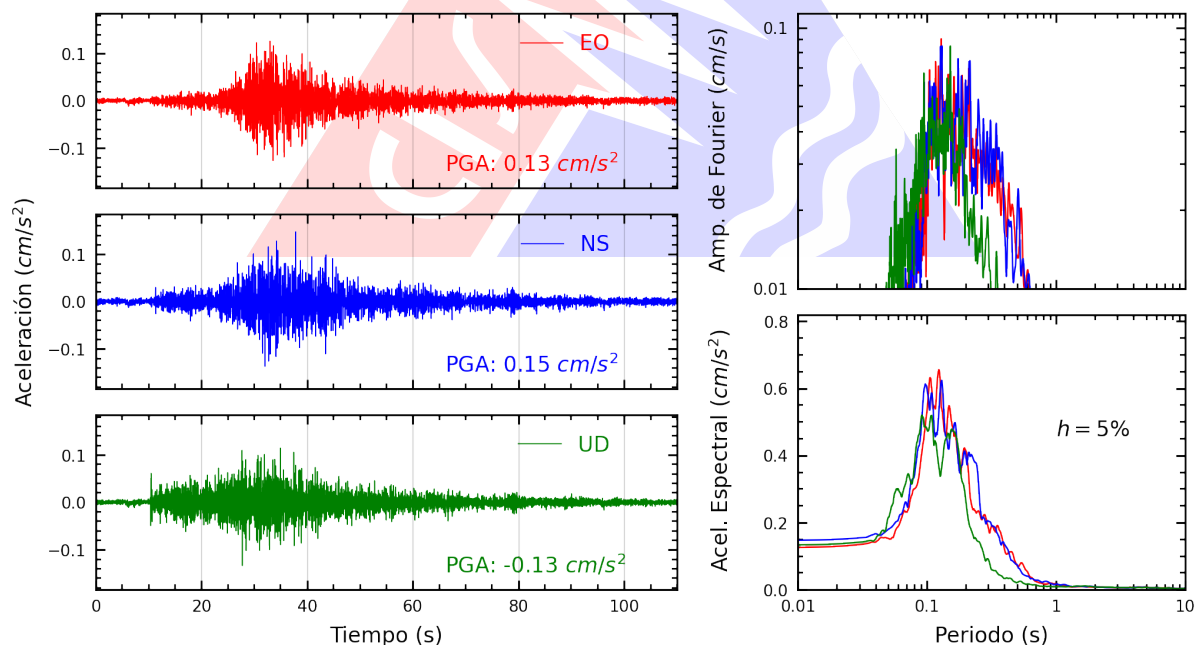 Aceleración (cm/s²)
0.1
0.0
−0.1
EO
PGA: 0.13 cm/s²
0.1
0.0
−0.1
NS
PGA: 0.15 cm/s²
0.1
0.0
−0.1
UD
PGA: -0.13 cm/s²
0 20 40 60 80 100
Tiempo (s)
Amp. de Fourier (cm/s)
0.1
0.01
Acel. Espectral (cm/s²)
0.8
0.6
0.4
0.2
0.0
h = 5%
0.01 0.1 1 10
Periodo (s)